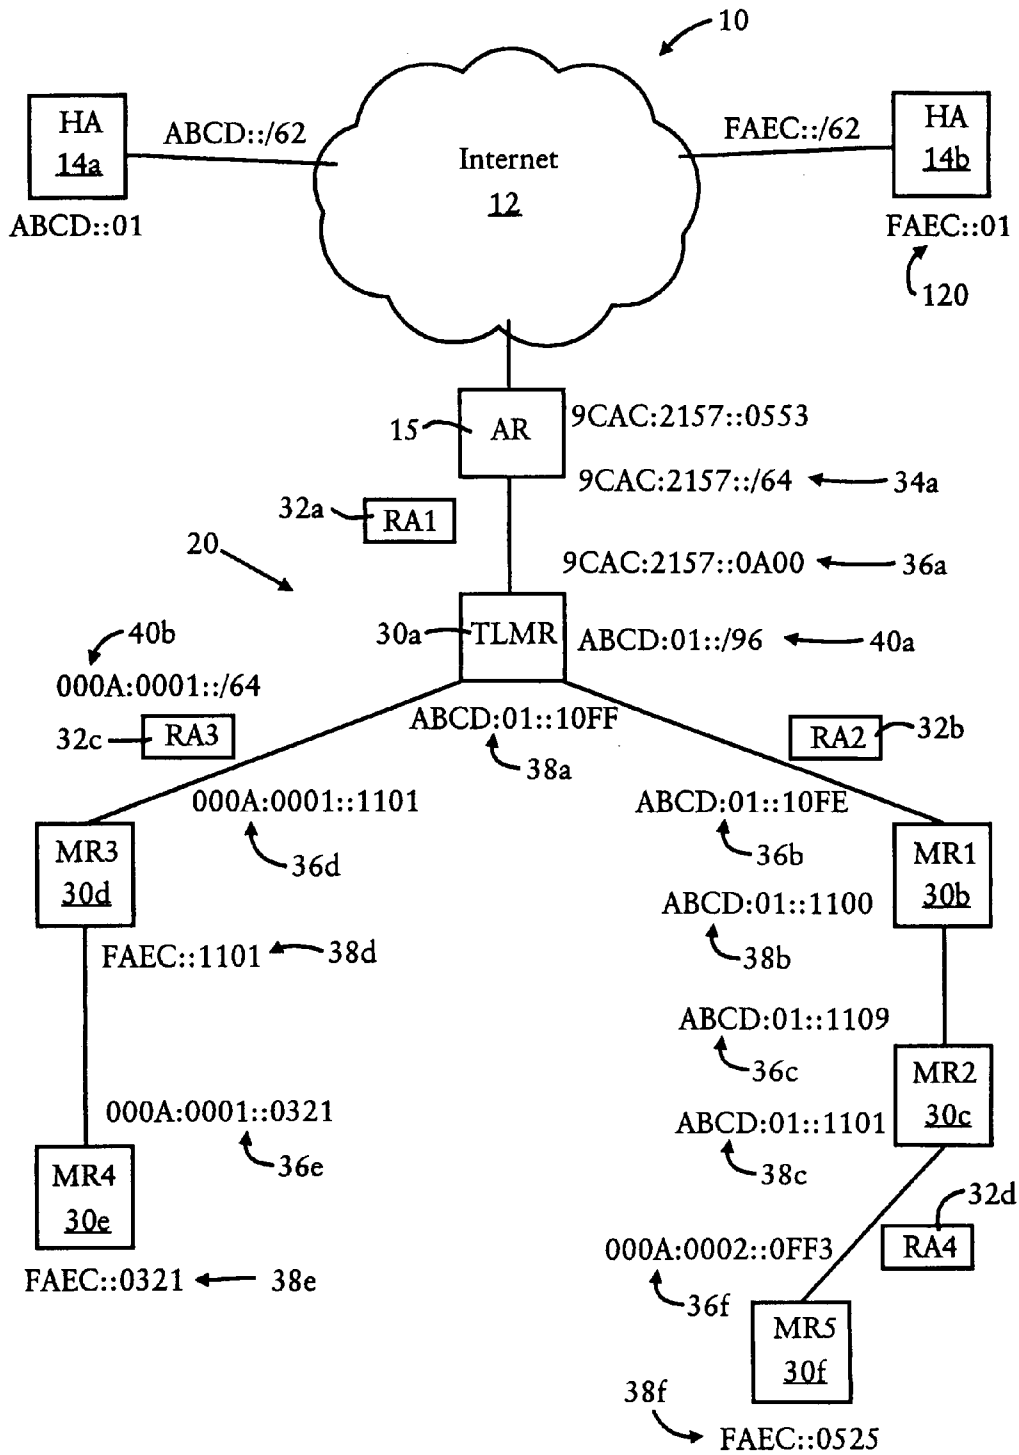 10
HA
14a
ABCD::/62
Internet
12
FAEC::/62
HA
14b
ABCD::01
FAEC::01
120
15
AR
9CAC:2157::0553
9CAC:2157::/64
34a
32a
RA1
20
9CAC:2157::0A00
36a
40b
30a
TLMR
ABCD:01::/96
40a
000A:0001::/64
32c
RA3
ABCD:01::10FF
38a
RA2
32b
000A:0001::1101
36d
ABCD:01::10FE
36b
MR3
30d
MR1
30b
ABCD:01::1100
38b
FAEC::1101
38d
ABCD:01::1109
36c
MR2
30c
000A:0001::0321
36e
ABCD:01::1101
38c
MR4
30e
32d
RA4
000A:0002::0FF3
36f
FAEC::0321
38e
MR5
30f
38f
FAEC::0525